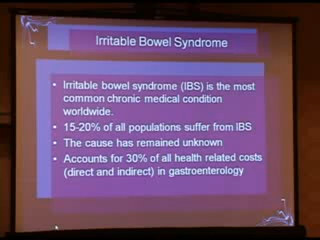 Irritable Bowel Syndrome
• Irritable bowel syndrome (IBS) is the most
common chronic medical condition
worldwide.
• 15-20% of all populations suffer from IBS
• The cause has remained unknown
• Accounts for 30% of all health related costs
(direct and indirect) in gastroenterology